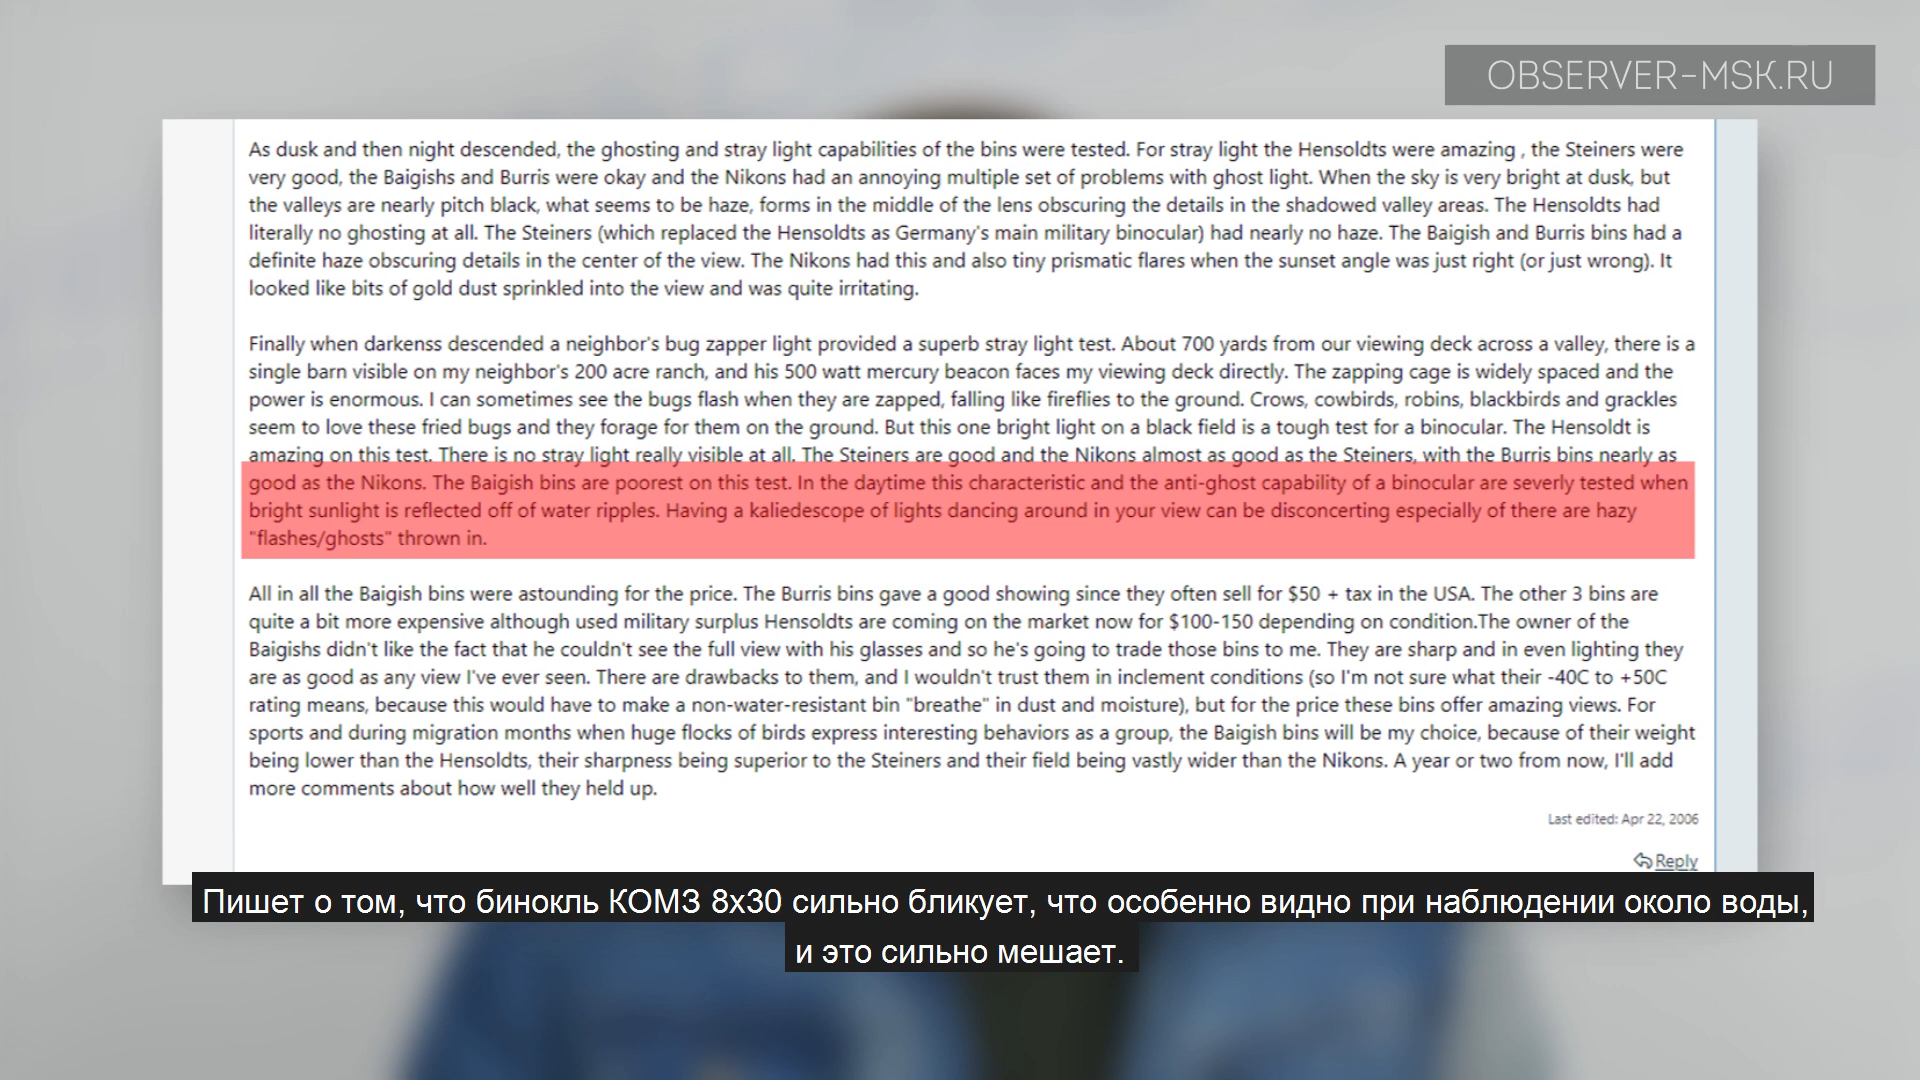 OBSERVER-MSK.RU
As dusk and then night descended, the ghosting and stray light capabilities of the bins were tested. For stray light the Hensoldts were amazing , the Steiners were
very good, the Baigishs and Burris were okay and the Nikons had an annoying multiple set of problems with ghost light. When the sky is very bright at dusk, but
the valleys are nearly pitch black, what seems to be haze, forms in the middle of the lens obscuring the details in the shadowed valley areas. The Hensoldts had
literally no ghosting at all. The Steiners (which replaced the Hensoldts as Germany's main military binocular) had nearly no haze. The Baigish and Burris bins had a
definite haze obscuring details in the center of the view. The Nikons had this and also tiny prismatic flares when the sunset angle was just right (or just wrong). It
looked like bits of gold dust sprinkled into the view and was quite irritating.
Finally when darkenss descended a neighbor's bug zapper light provided a superb stray light test. About 700 yards from our viewing deck across a valley, there is a
single barn visible on my neighbor's 200 acre ranch, and his 500 watt mercury beacon faces my viewing deck directly. The zapping cage is widely spaced and the
power is enormous. I can sometimes see the bugs flash when they are zapped, falling like fireflies to the ground. Crows, cowbirds, robins, blackbirds and grackles
seem to love these fried bugs and they forage for them on the ground. But this one bright light on a black field is a tough test for a binocular. The Hensoldt is
amazing on this test. There is no stray light really visible at all. The Steiners are good and the Nikons almost as good as the Steiners, with the Burris bins nearly as
good as the Nikons. The Baigish bins are poorest on this test. In the daytime this characteristic and the anti-ghost capability of a binocular are severly tested when
bright sunlight is reflected off of water ripples. Having a kaliedescope of lights dancing around in your view can be disconcerting especially of there are hazy
"flashes/ghosts" thrown in.
All in all the Baigish bins were astounding for the price. The Burris bins gave a good showing since they often sell for $50 + tax in the USA. The other 3 bins are
quite a bit more expensive although used military surplus Hensoldts are coming on the market now for $100-150 depending on condition.The owner of the
Baigishs didn't like the fact that he couldn't see the full view with his glasses and so he's going to trade those bins to me. They are sharp and in even lighting they
are as good as any view I've ever seen. There are drawbacks to them, and I wouldn't trust them in inclement conditions (so I'm not sure what their -40C to +50C
rating means, because this would have to make a non-water-resistant bin "breathe" in dust and moisture), but for the price these bins offer amazing views. For
sports and during migration months when huge flocks of birds express interesting behaviors as a group, the Baigish bins will be my choice, because of their weight
being lower than the Hensoldts, their sharpness being superior to the Steiners and their field being vastly wider than the Nikons. A year or two from now, I'll add
more comments about how well they held up.
Last edited: Apr 22, 2006
Reply
Пишет о том, что бинокль КОМЗ 8х30 сильно бликует, что особенно видно при наблюдении около воды,
и это сильно мешает.